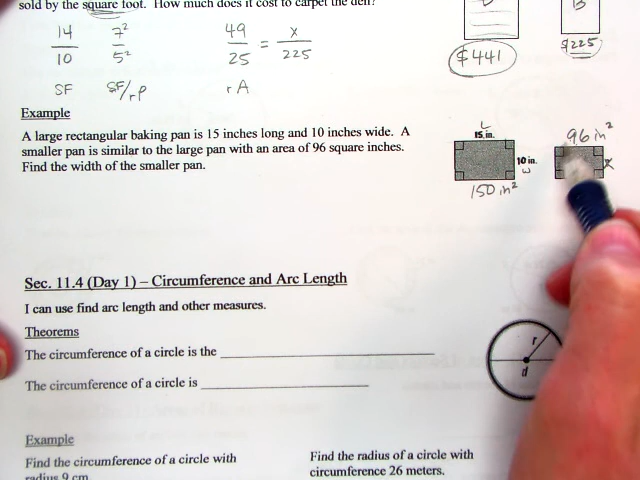 sold by the square foot. How much does it cost to carpet the den?
14 7² 49 x
10 5² 25 = 225
SF SF/rP rA
$441 $225
B
Example
A large rectangular baking pan is 15 inches long and 10 inches wide. A
smaller pan is similar to the large pan with an area of 96 square inches.
Find the width of the smaller pan.
L
15 in.
10 in.
w
150 in²
96 in²
x
Sec. 11.4 (Day 1) – Circumference and Arc Length
I can use find arc length and other measures.
Theorems
The circumference of a circle is the
The circumference of a circle is
r
d
Example
Find the circumference of a circle with
radius 9 cm
Find the radius of a circle with
circumference 26 meters.